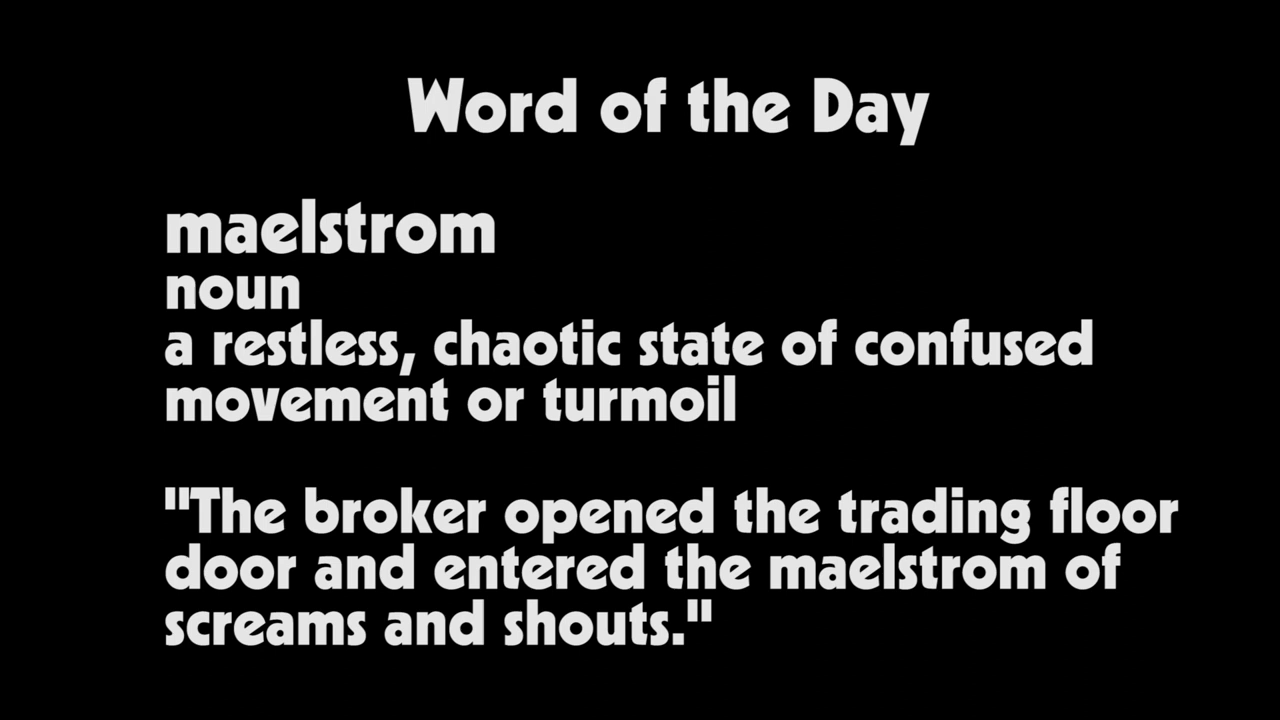 Word of the Day
maelstrom
noun
a restless, chaotic state of confused
movement or turmoil
"The broker opened the trading floor
door and entered the maelstrom of
screams and shouts."